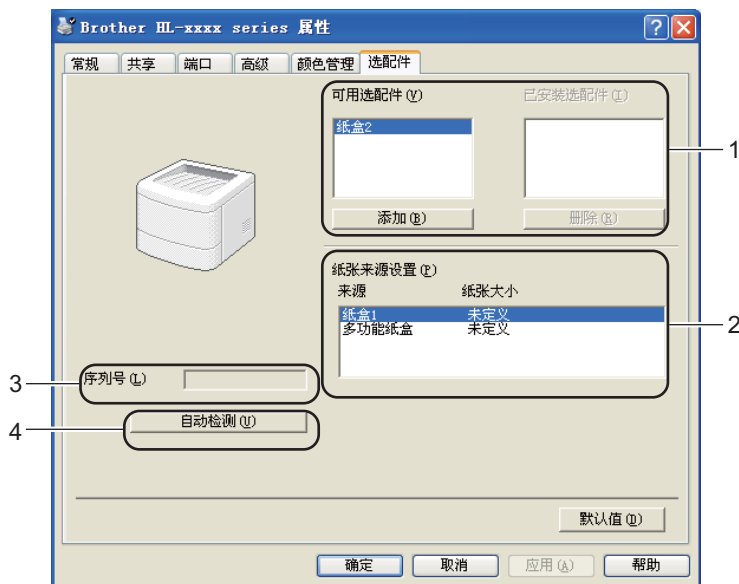 Brother HL-xxxx series 属性
常规 共享 端口 高级 颜色管理 选配件
可用选配件(V) 已安装选配件(I)
纸盒2
1
添加(B) 删除(R)
纸张来源设置(P)
来源 纸张大小
纸盒1 未定义
多功能纸盒 未定义
2
3
序列号(L)
4
自动检测(U)
默认值(D)
确定 取消 应用(A) 帮助